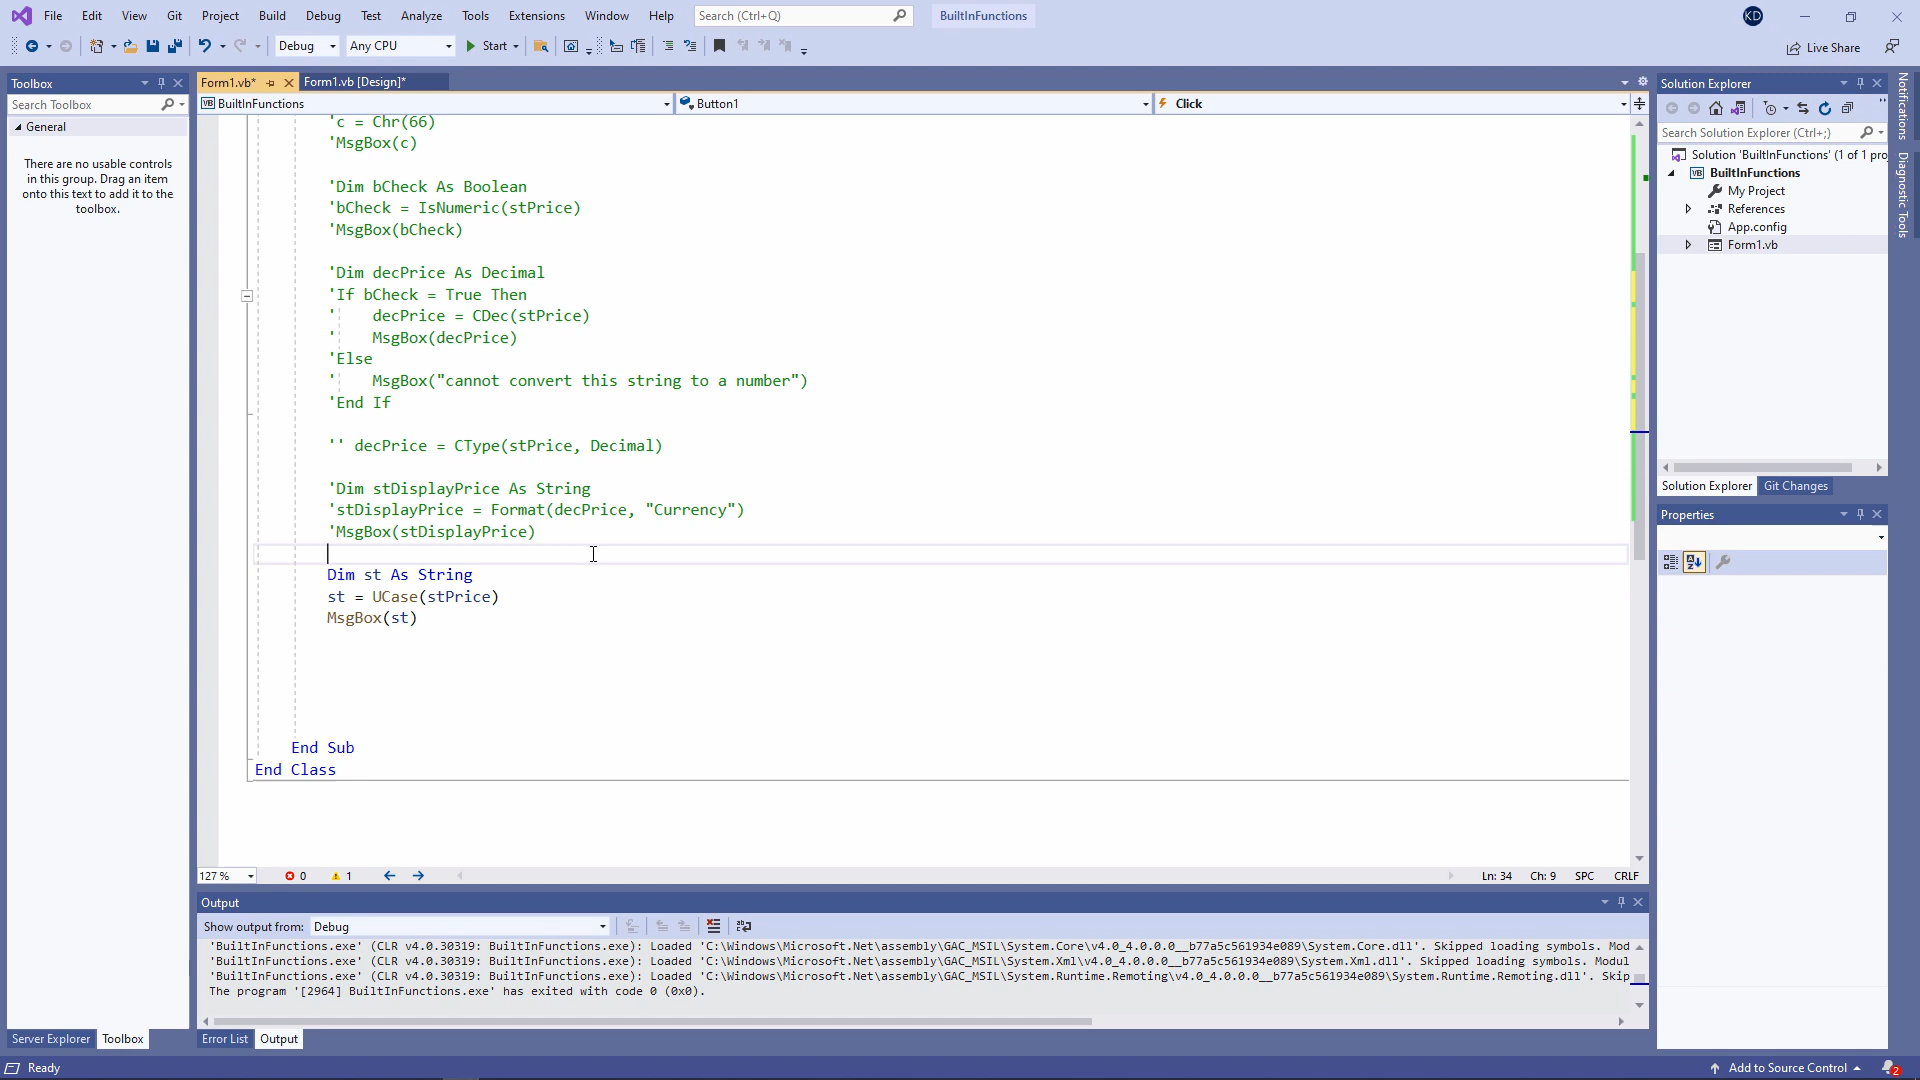 File Edit View Git Project Build Debug Test Analyze Tools Extensions Window Help Search (Ctrl+Q) BuiltInFunctions KD
Debug Any CPU Start Live Share
Toolbox
Search Toolbox
General
There are no usable controls
in this group. Drag an item
onto this text to add it to the
toolbox.
Server Explorer Toolbox
Form1.vb* Form1.vb [Design]*
VB BuiltInFunctions Button1 Click
'c = Chr(66)
'MsgBox(c)
'Dim bCheck As Boolean
'bCheck = IsNumeric(stPrice)
'MsgBox(bCheck)
'Dim decPrice As Decimal
'If bCheck = True Then
'    decPrice = CDec(stPrice)
'    MsgBox(decPrice)
'Else
'    MsgBox("cannot convert this string to a number")
'End If
'' decPrice = CType(stPrice, Decimal)
'Dim stDisplayPrice As String
'stDisplayPrice = Format(decPrice, "Currency")
'MsgBox(stDisplayPrice)
Dim st As String
st = UCase(stPrice)
MsgBox(st)
End Sub
End Class
127 % 0 1 Ln: 34 Ch: 9 SPC CRLF
Output
Show output from: Debug
'BuiltInFunctions.exe' (CLR v4.0.30319: BuiltInFunctions.exe): Loaded 'C:\Windows\Microsoft.Net\assembly\GAC_MSIL\System.Core\v4.0_4.0.0.0__b77a5c561934e089\System.Core.dll'. Skipped loading symbols. Mod
'BuiltInFunctions.exe' (CLR v4.0.30319: BuiltInFunctions.exe): Loaded 'C:\Windows\Microsoft.Net\assembly\GAC_MSIL\System.Xml\v4.0_4.0.0.0__b77a5c561934e089\System.Xml.dll'. Skipped loading symbols. Modul
'BuiltInFunctions.exe' (CLR v4.0.30319: BuiltInFunctions.exe): Loaded 'C:\Windows\Microsoft.Net\assembly\GAC_MSIL\System.Runtime.Remoting\v4.0_4.0.0.0__b77a5c561934e089\System.Runtime.Remoting.dll'. Skip
The program '[2964] BuiltInFunctions.exe' has exited with code 0 (0x0).
Error List Output
Solution Explorer
Search Solution Explorer (Ctrl+;)
Solution 'BuiltInFunctions' (1 of 1 proj
VB BuiltInFunctions
My Project
References
App.config
Form1.vb
Solution Explorer Git Changes
Properties
Notifications
Diagnostic Tools
Ready Add to Source Control 2